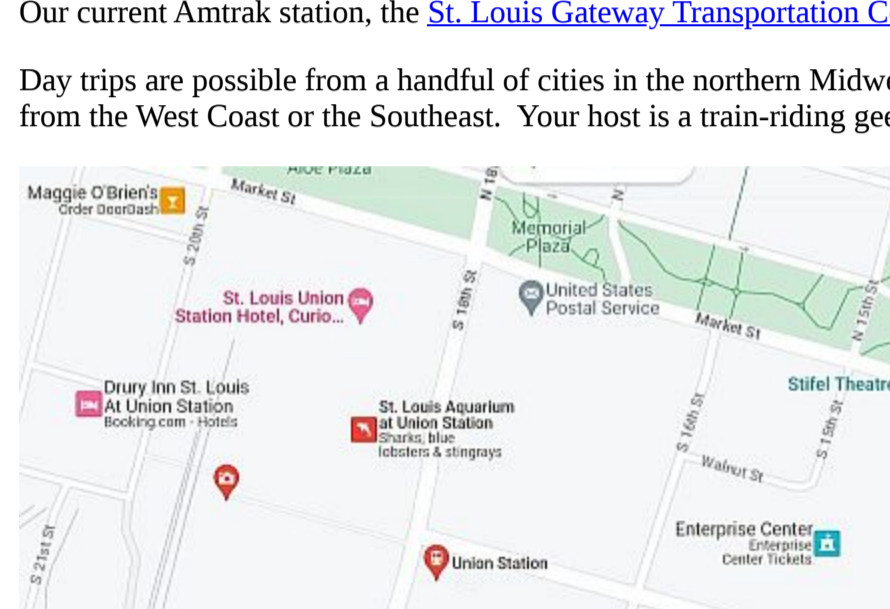 Our current Amtrak station, the St. Louis Gateway Transportation C
Day trips are possible from a handful of cities in the northern Midwe
from the West Coast or the Southeast.  Your host is a train-riding gee
Aloe Plaza
Maggie O'Brien's
Order DoorDash
Market St
N 18
N
S 20th St
Memorial
Plaza
St. Louis Union
Station Hotel, Curio...
S 18th St
United States
Postal Service
Market St
N 15th St
Drury Inn St. Louis
At Union Station
Booking.com - Hotels
St. Louis Aquarium
at Union Station
Sharks, blue
lobsters & stingrays
Stifel Theatre
S 16th St
S 15th St
Walnut St
S 21st St
Union Station
Enterprise Center
Enterprise
Center Tickets